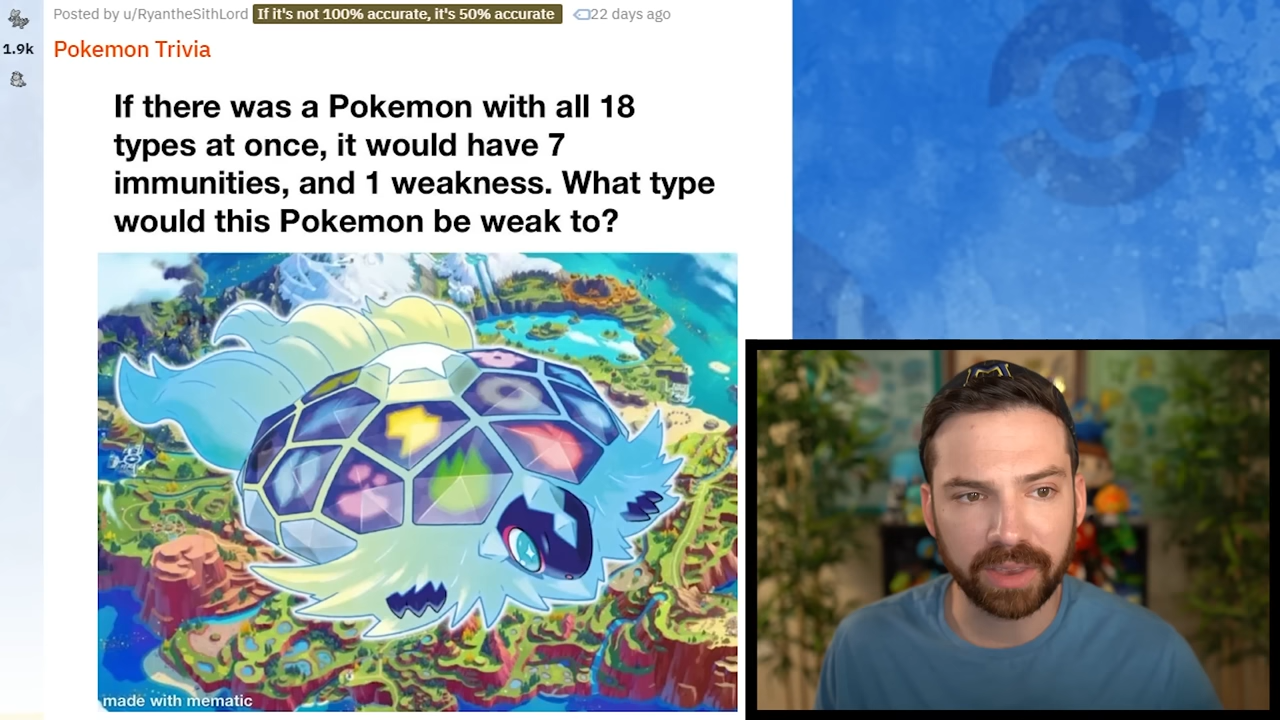 Posted by u/RyantheSithLord If it's not 100% accurate, it's 50% accurate 22 days ago
1.9k
Pokemon Trivia
If there was a Pokemon with all 18
types at once, it would have 7
immunities, and 1 weakness. What type
would this Pokemon be weak to?
made with mematic